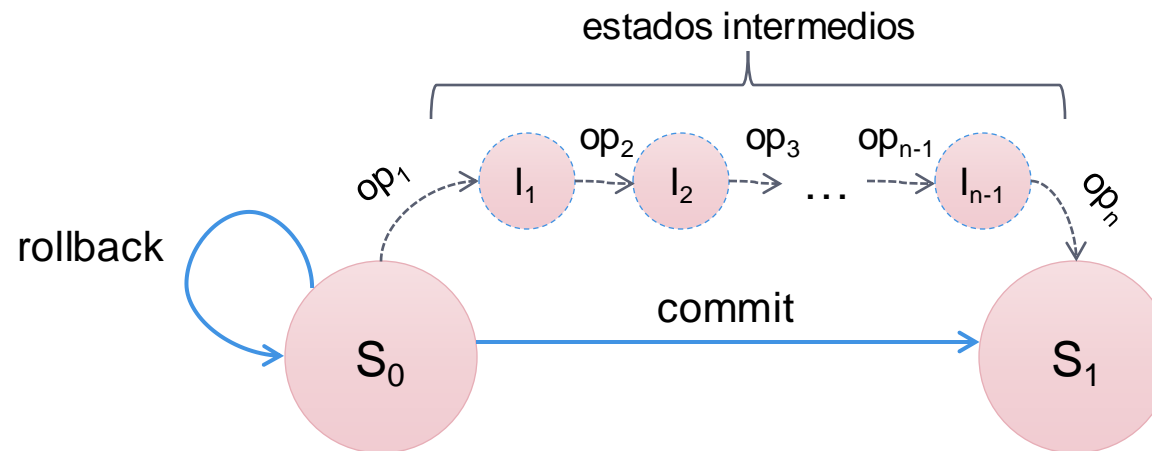 estados intermedios
op₁
I₁
op₂
I₂
op₃
...
opₙ₋₁
Iₙ₋₁
opₙ
rollback
commit
S₀
S₁